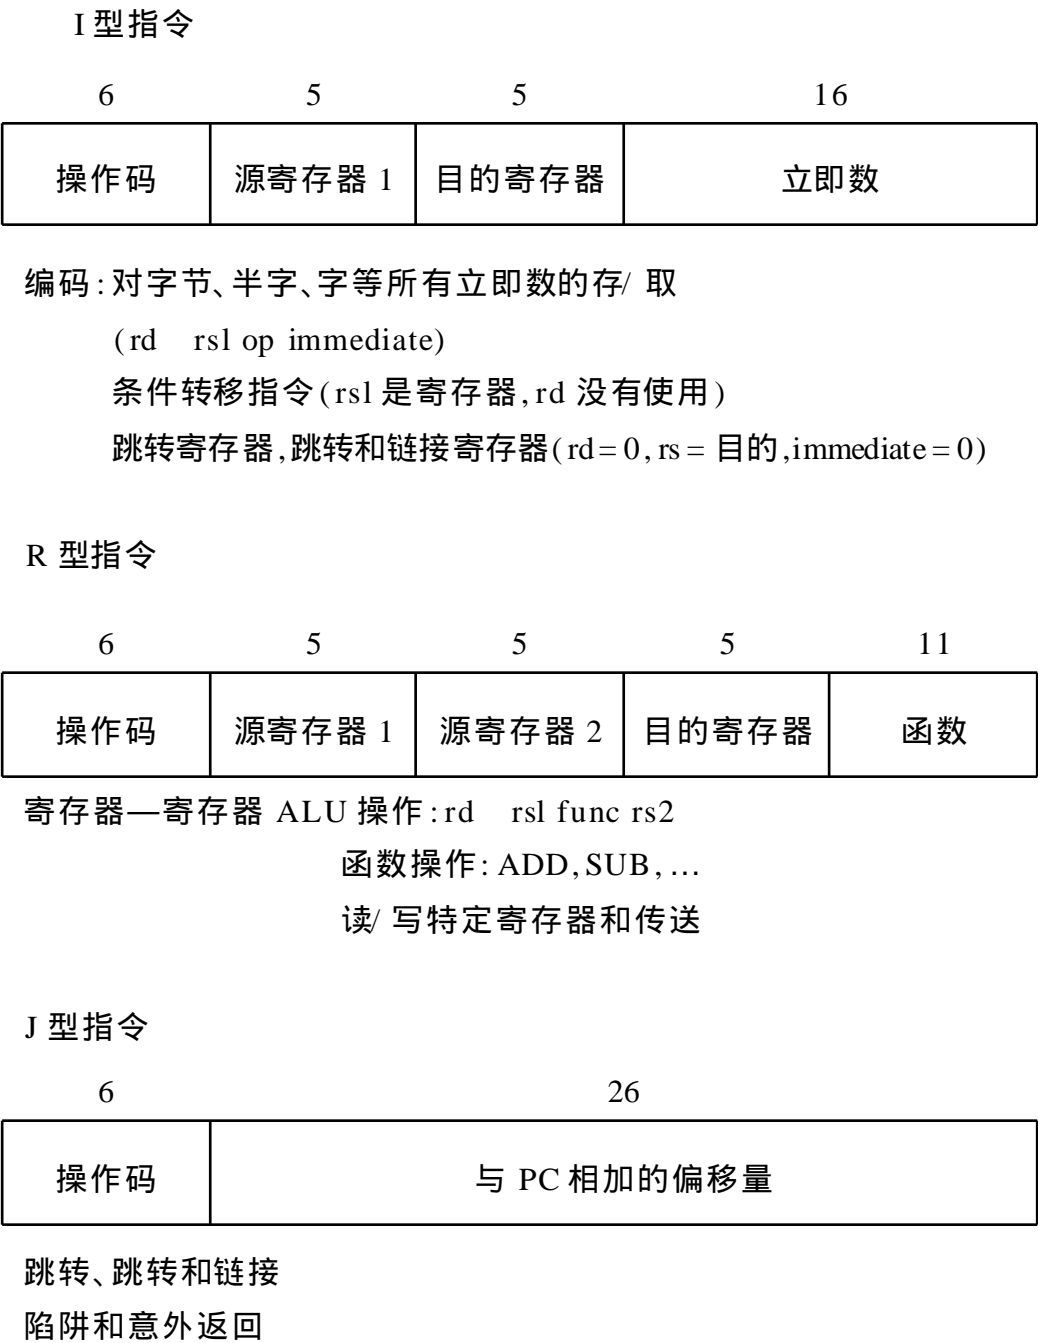 I 型指令
6 5 5 16
操作码 源寄存器 1 目的寄存器 立即数
编码:对字节、半字、字等所有立即数的存/ 取
(rd rsl op immediate)
条件转移指令(rsl 是寄存器,rd 没有使用)
跳转寄存器,跳转和链接寄存器(rd=0,rs=目的,immediate=0)
R 型指令
6 5 5 5 11
操作码 源寄存器 1 源寄存器 2 目的寄存器 函数
寄存器—寄存器 ALU 操作:rd rsl func rs2
函数操作: ADD,SUB,…
读/ 写特定寄存器和传送
J 型指令
6 26
操作码 与 PC 相加的偏移量
跳转、跳转和链接
陷阱和意外返回